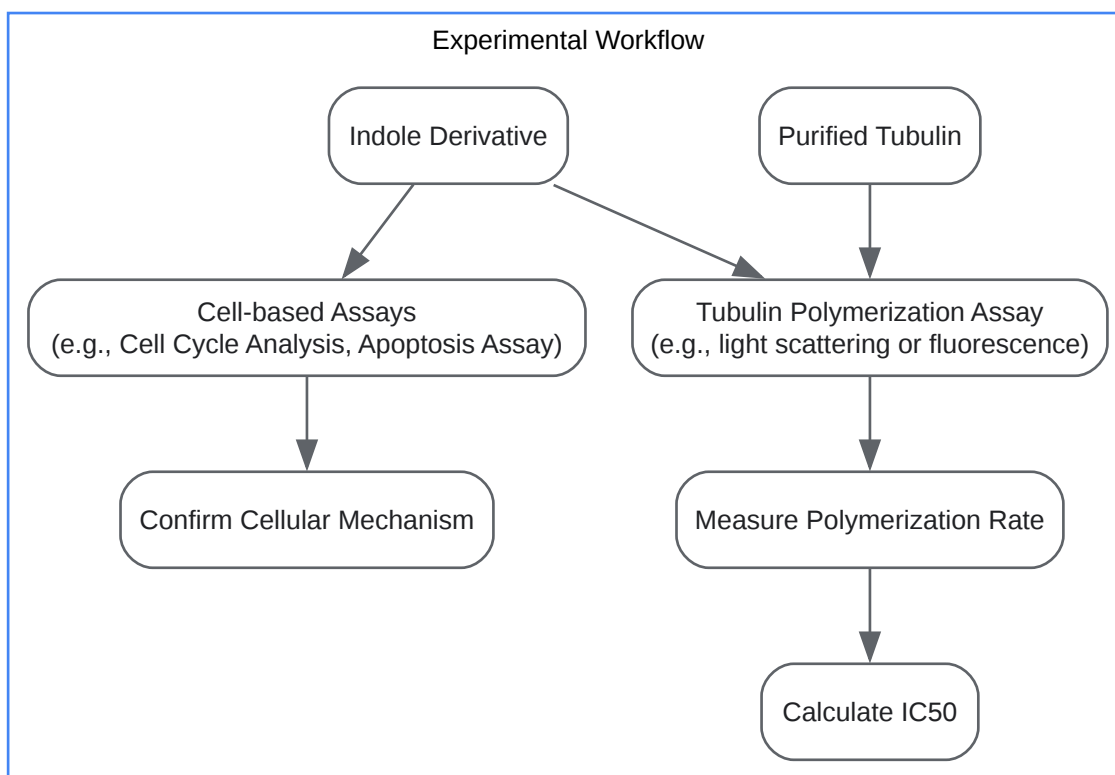 Experimental Workflow
Indole Derivative
Purified Tubulin
Cell-based Assays
(e.g., Cell Cycle Analysis, Apoptosis Assay)
Tubulin Polymerization Assay
(e.g., light scattering or fluorescence)
Confirm Cellular Mechanism
Measure Polymerization Rate
Calculate IC50